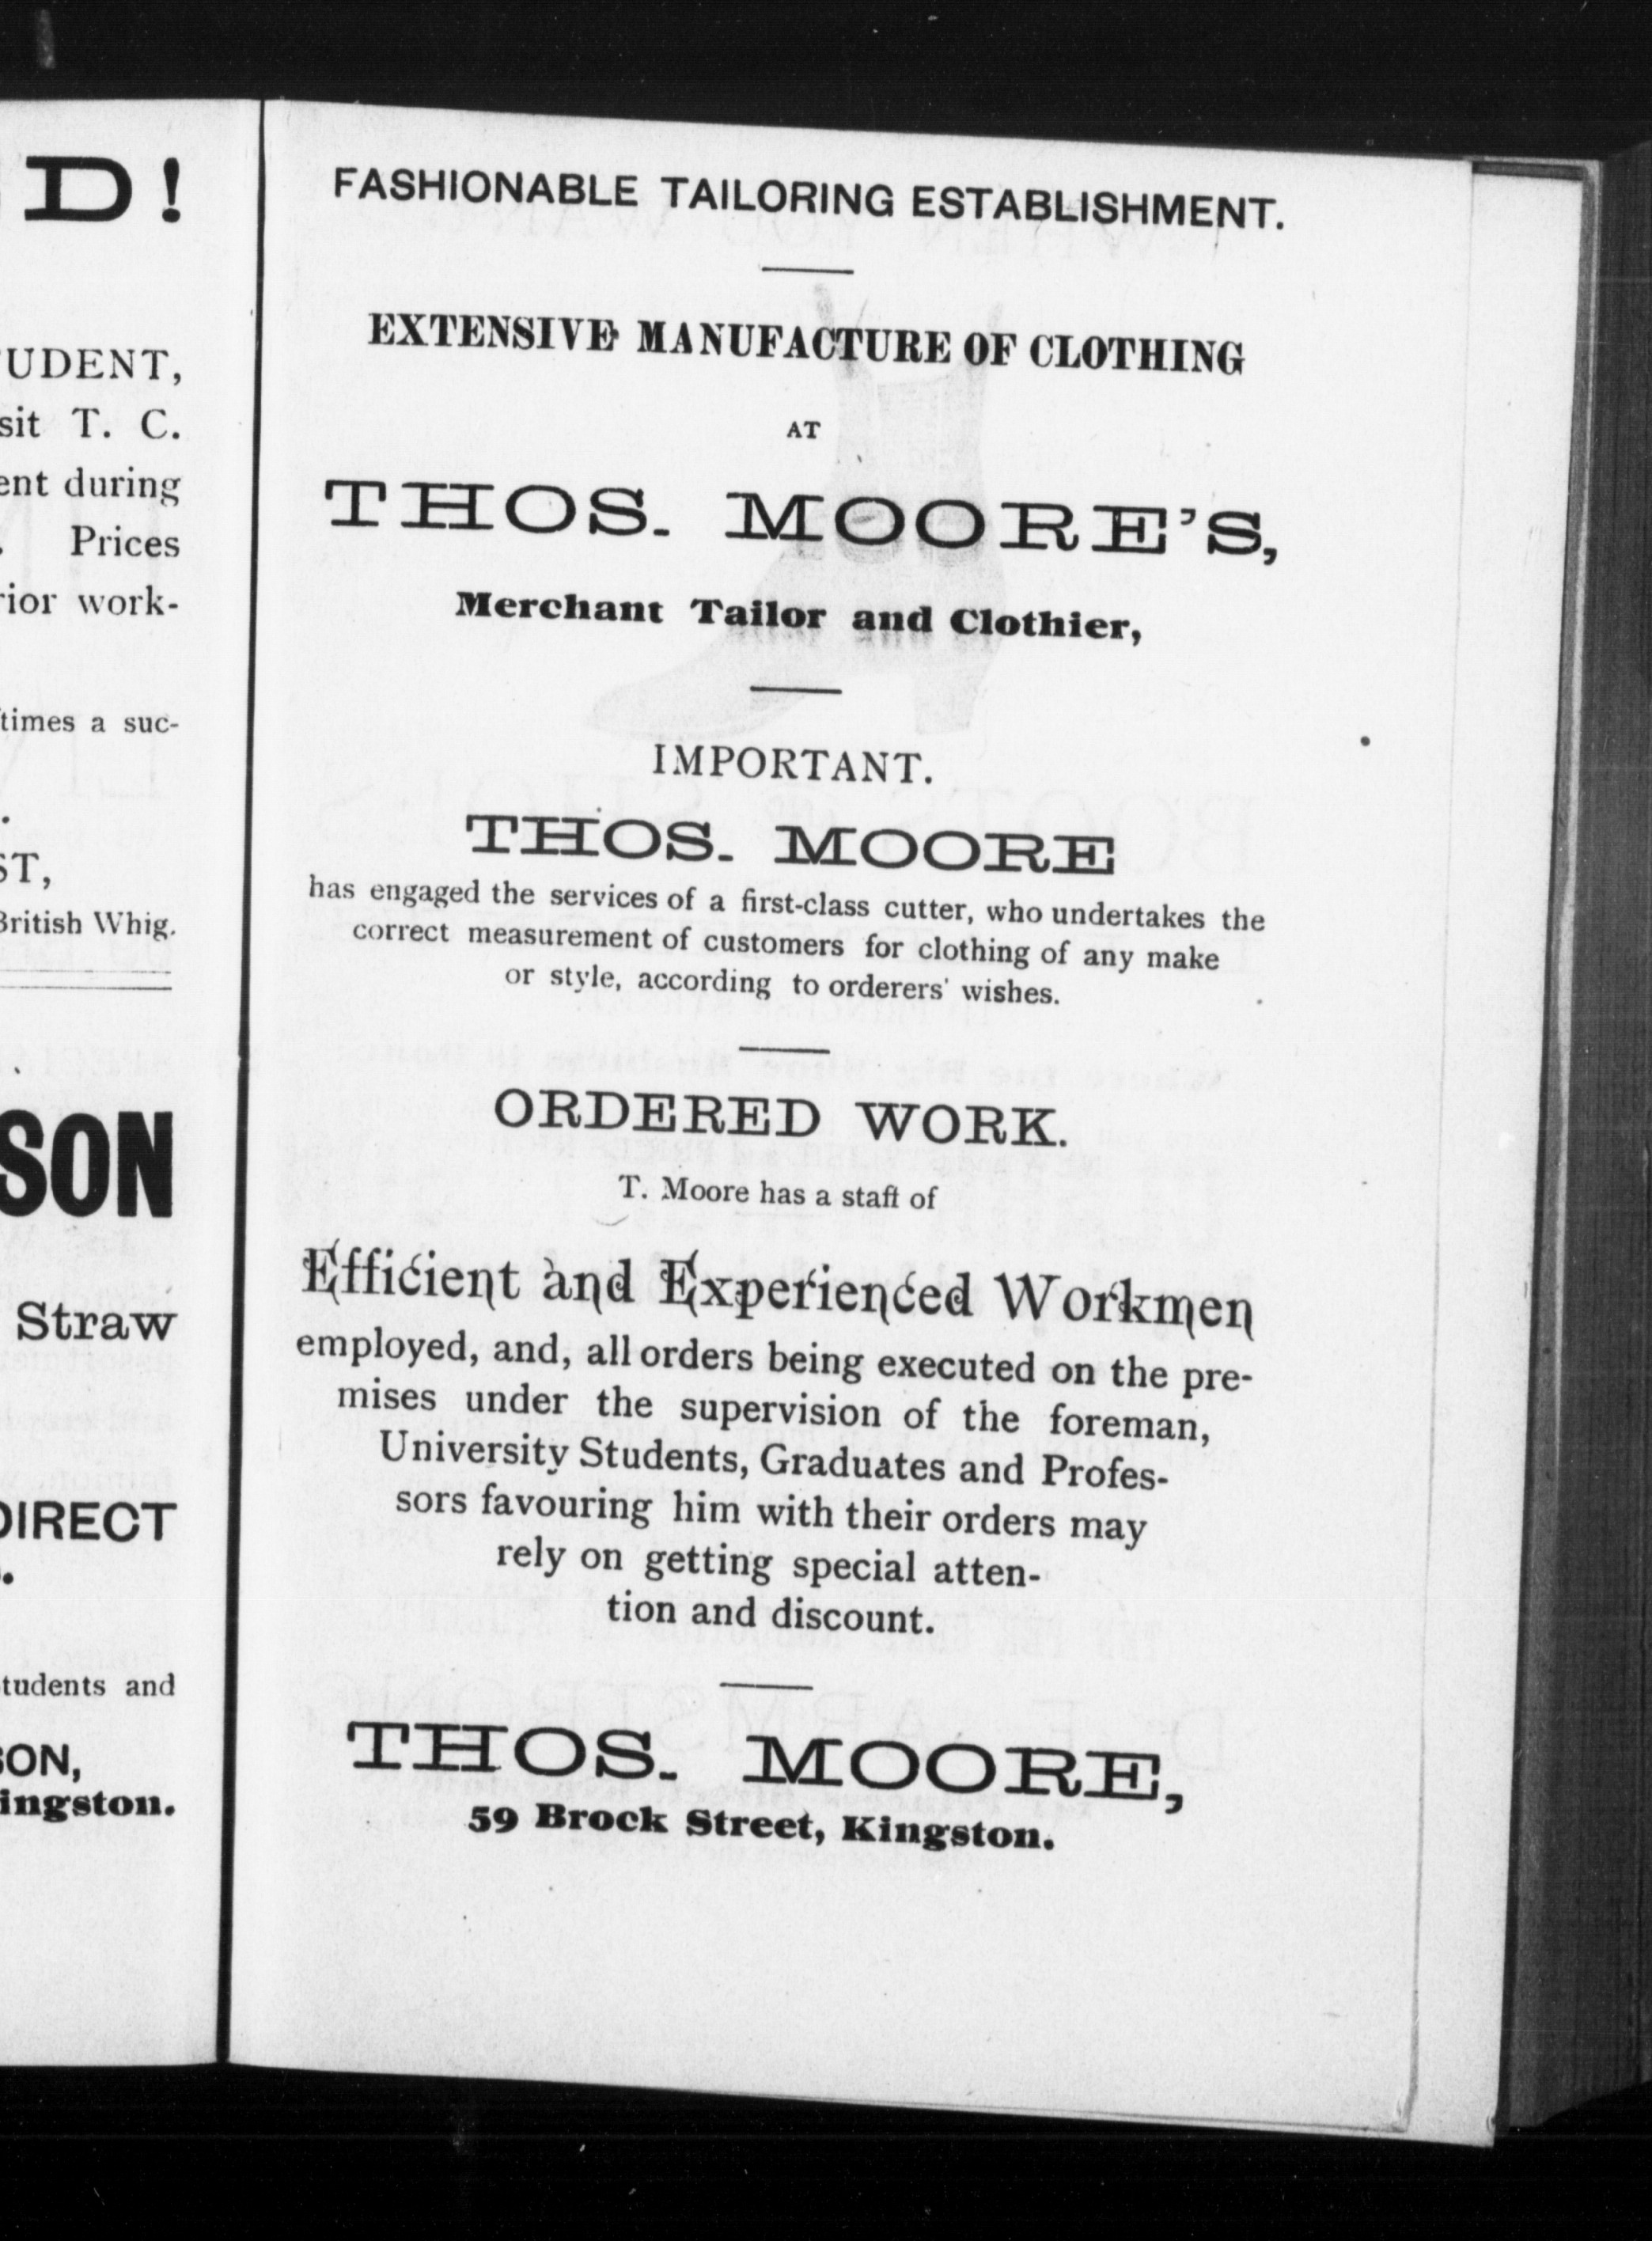 D!
UDENT,
sit T. C.
ent during
. Prices
rior work-
times a suc-
.
ST,
British Whig.
SON
Straw
DIRECT
.
tudents and
SON,
ingston.
FASHIONABLE TAILORING ESTABLISHMENT.
EXTENSIVE MANUFACTURE OF CLOTHING
AT
THOS. MOORE'S,
Merchant Tailor and Clothier,
IMPORTANT.
THOS. MOORE
has engaged the services of a first-class cutter, who undertakes the
correct measurement of customers for clothing of any make
or style, according to orderers' wishes.
ORDERED WORK.
T. Moore has a staff of
Efficient and Experienced Workmen
employed, and, all orders being executed on the pre-
mises under the supervision of the foreman,
University Students, Graduates and Profes-
sors favouring him with their orders may
rely on getting special atten-
tion and discount.
THOS. MOORE,
59 Brock Street, Kingston.